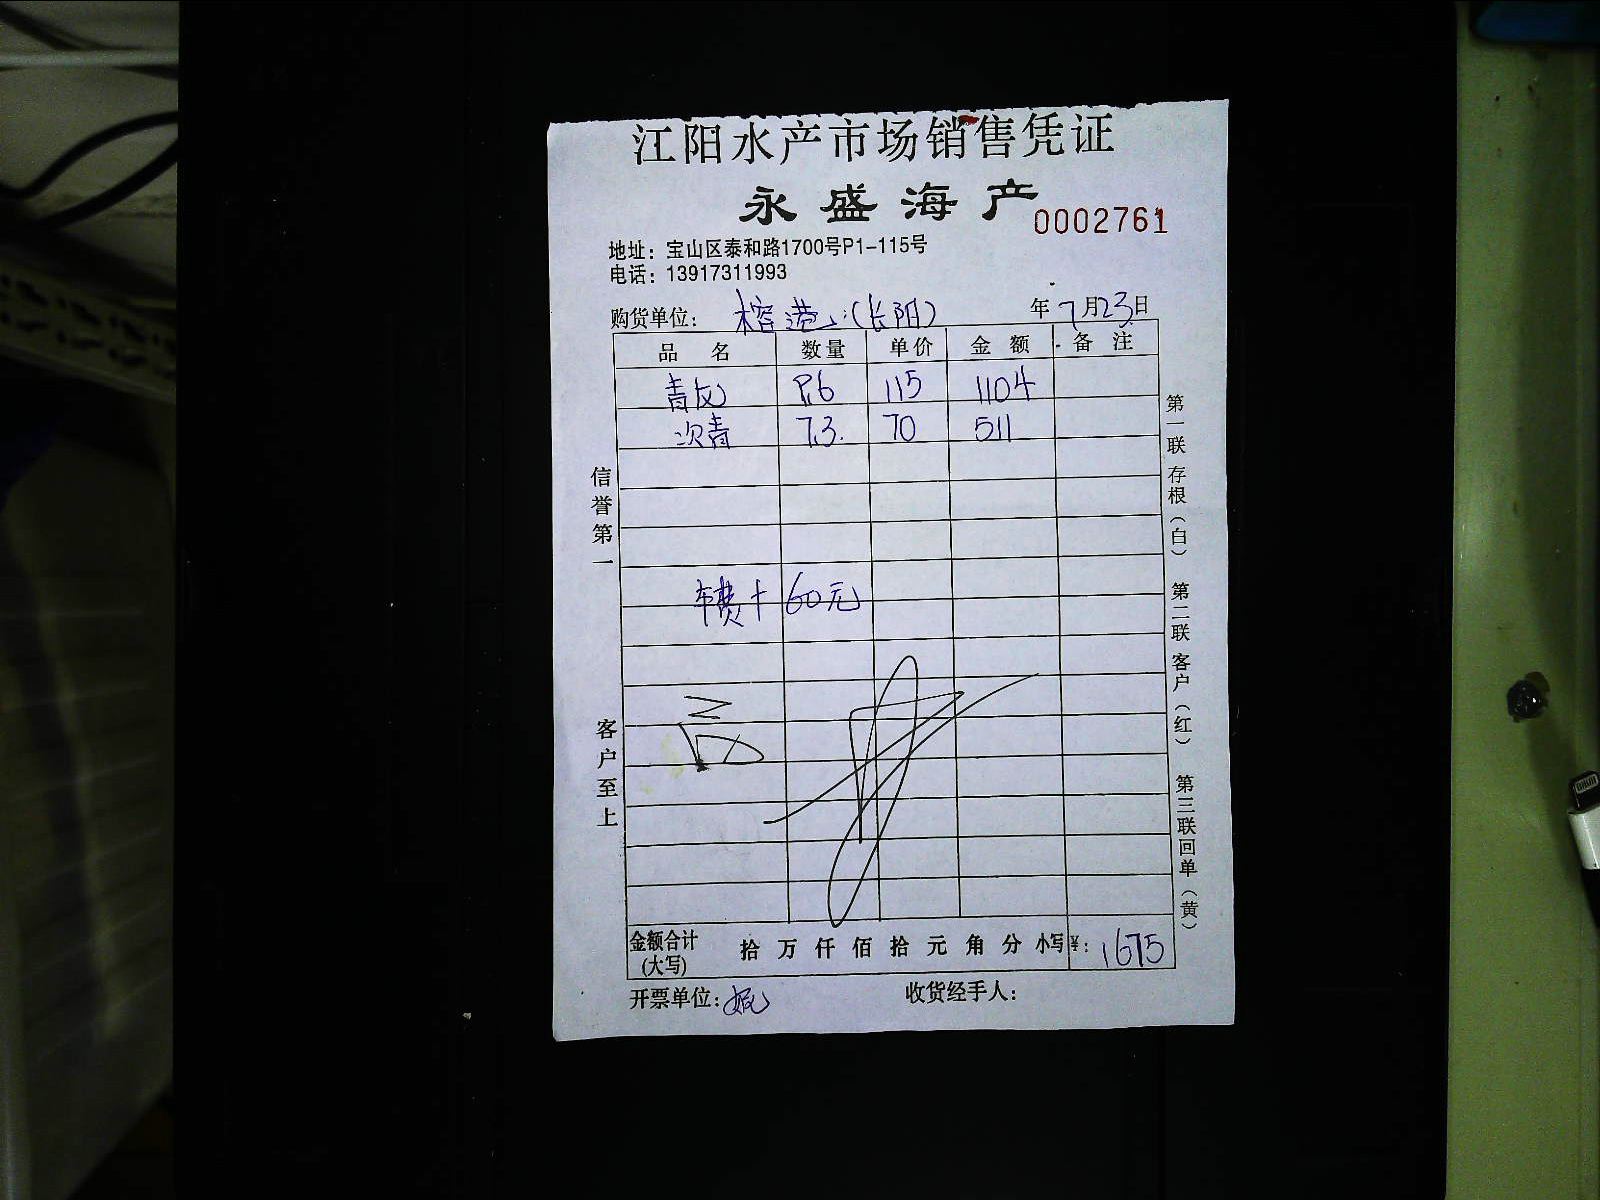 江阳水产市场销售凭证
永盛海产
0002761
地址：宝山区泰和路1700号P1-115号
电话：13917311993
购货单位：榕港 (长阳) 年 7月23日
品名 数量 单价 金额 备注
青 9.6 115 1104
次青 7.3 70 511
车费+ 60元
金额合计(大写) 拾 万 仟 佰 拾 元 角 分 小写¥：1675
开票单位： 收货经手人：
信誉第一
客户至上
第一联 存根（白） 第二联 客户（红） 第三联回单（黄）